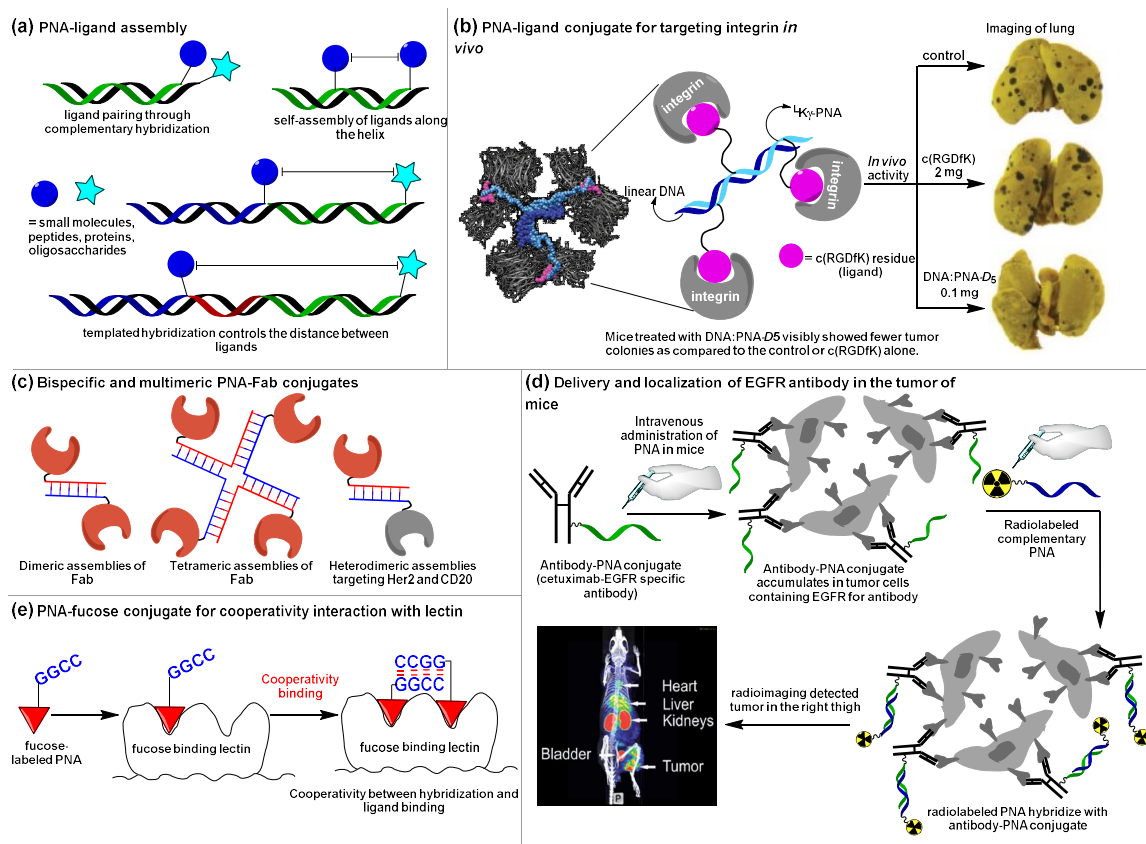 (a) PNA-ligand assembly
ligand pairing through
complementary hybridization
self-assembly of ligands along
the helix
= small molecules,
peptides, proteins,
oligosaccharides
templated hybridization controls the distance between
ligands
(b) PNA-ligand conjugate for targeting integrin in
vivo
Imaging of lung
control
integrin
ᴸKγ-PNA
integrin
linear DNA
In vivo
activity
c(RGDfK)
2 mg
integrin
= c(RGDfK) residue
(ligand)
DNA:PNA-D₅
0.1 mg
Mice treated with DNA:PNA-D5 visibly showed fewer tumor
colonies as compared to the control or c(RGDfK) alone.
(c) Bispecific and multimeric PNA-Fab conjugates
Dimeric assemblies of
Fab
Tetrameric assemblies of
Fab
Heterodimeric assemblies
targeting Her2 and CD20
(d) Delivery and localization of EGFR antibody in the tumor of
mice
Intravenous
administration of
PNA in mice
Antibody-PNA conjugate
(cetuximab-EGFR specific
antibody)
Antibody-PNA conjugate
accumulates in tumor cells
containing EGFR for antibody
Radiolabeled
complementary
PNA
radiolabeled PNA hybridize with
antibody-PNA conjugate
radioimaging detected
tumor in the right thigh
Heart
Liver
Kidneys
Bladder
Tumor
P
(e) PNA-fucose conjugate for cooperativity interaction with lectin
GGCC
fucose-
labeled PNA
GGCC
fucose binding lectin
Cooperativity
binding
CCGG
GGCC
fucose binding lectin
Cooperativity between hybridization and
ligand binding